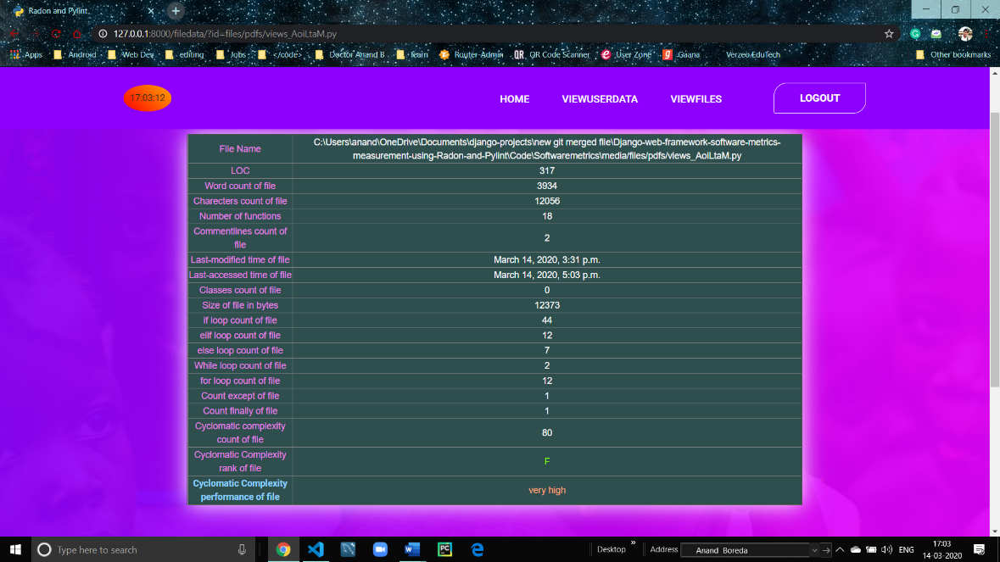 Radon and Pylint
127.0.0.1:8000/filedata/?id=files/pdfs/views_AoiLtaM.py
Apps Android Web Dev editing Jobs </code> Doctor Anand B... learn Router Admin QR QR Code Scanner User Zone g Gaana Verzeo EduTech Other bookmarks
17:03:12 HOME VIEWUSERDATA VIEWFILES LOGOUT
File Name C:\Users\anand\OneDrive\Documents\django-projects\new git merged file\Django-web-framework-software-metrics-
measurement-using-Radon-and-Pylint\Code\Softwaremetrics\media/files/pdfs/views_AoiLtaM.py
LOC 317
Word count of file 3934
Charecters count of file 12056
Number of functions 18
Commentlines count of
file 2
Last-modified time of file March 14, 2020, 3:31 p.m.
Last-accessed time of file March 14, 2020, 5:03 p.m.
Classes count of file 0
Size of file in bytes 12373
if loop count of file 44
elif loop count of file 12
else loop count of file 7
While loop count of file 2
for loop count of file 12
Count except of file 1
Count finally of file 1
Cyclomatic complexity
count of file 80
Cyclomatic Complexity
rank of file F
Cyclomatic Complexity
performance of file very high
Type here to search Desktop Address Anand Boreda ENG 17:03
14-03-2020